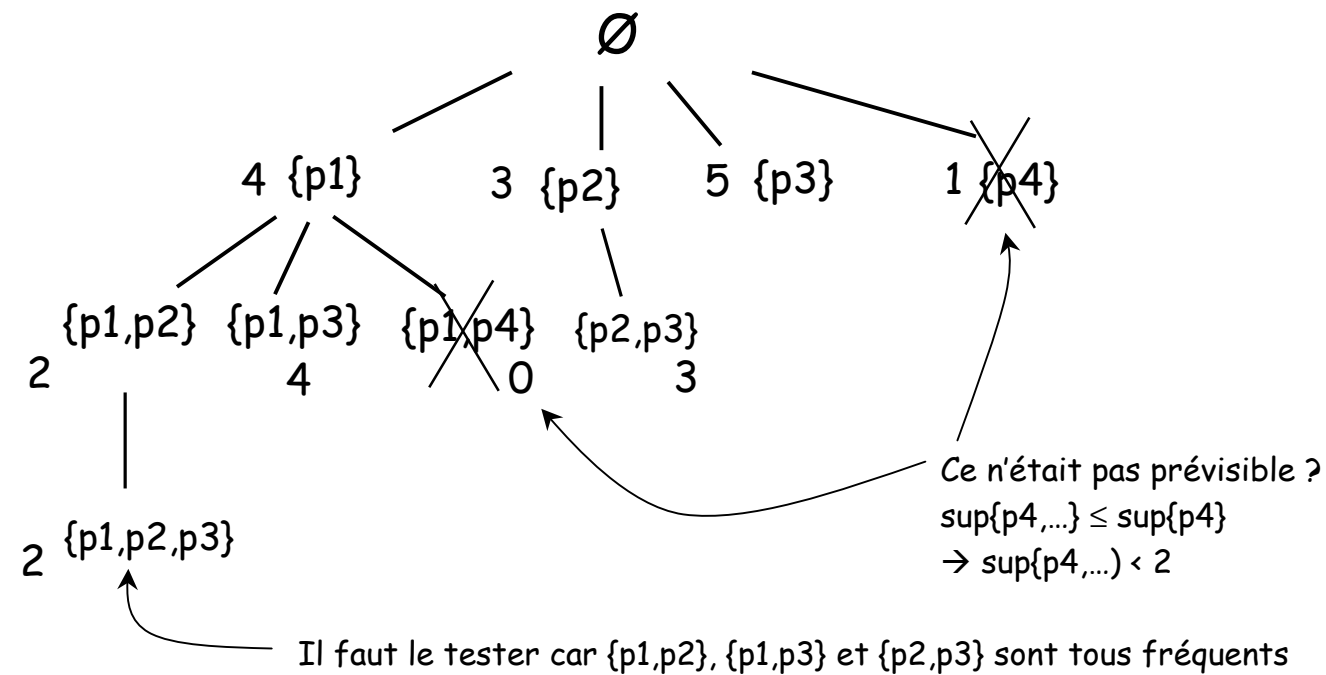 Ø
4 {p1} 3 {p2} 5 {p3} 1 {p4}
{p1,p2} {p1,p3} {p1,p4} {p2,p3}
2 4 0 3
Ce n'était pas prévisible ?
sup{p4,…} ≤ sup{p4}
→ sup{p4,…) < 2
2 {p1,p2,p3}
Il faut le tester car {p1,p2}, {p1,p3} et {p2,p3} sont tous fréquents